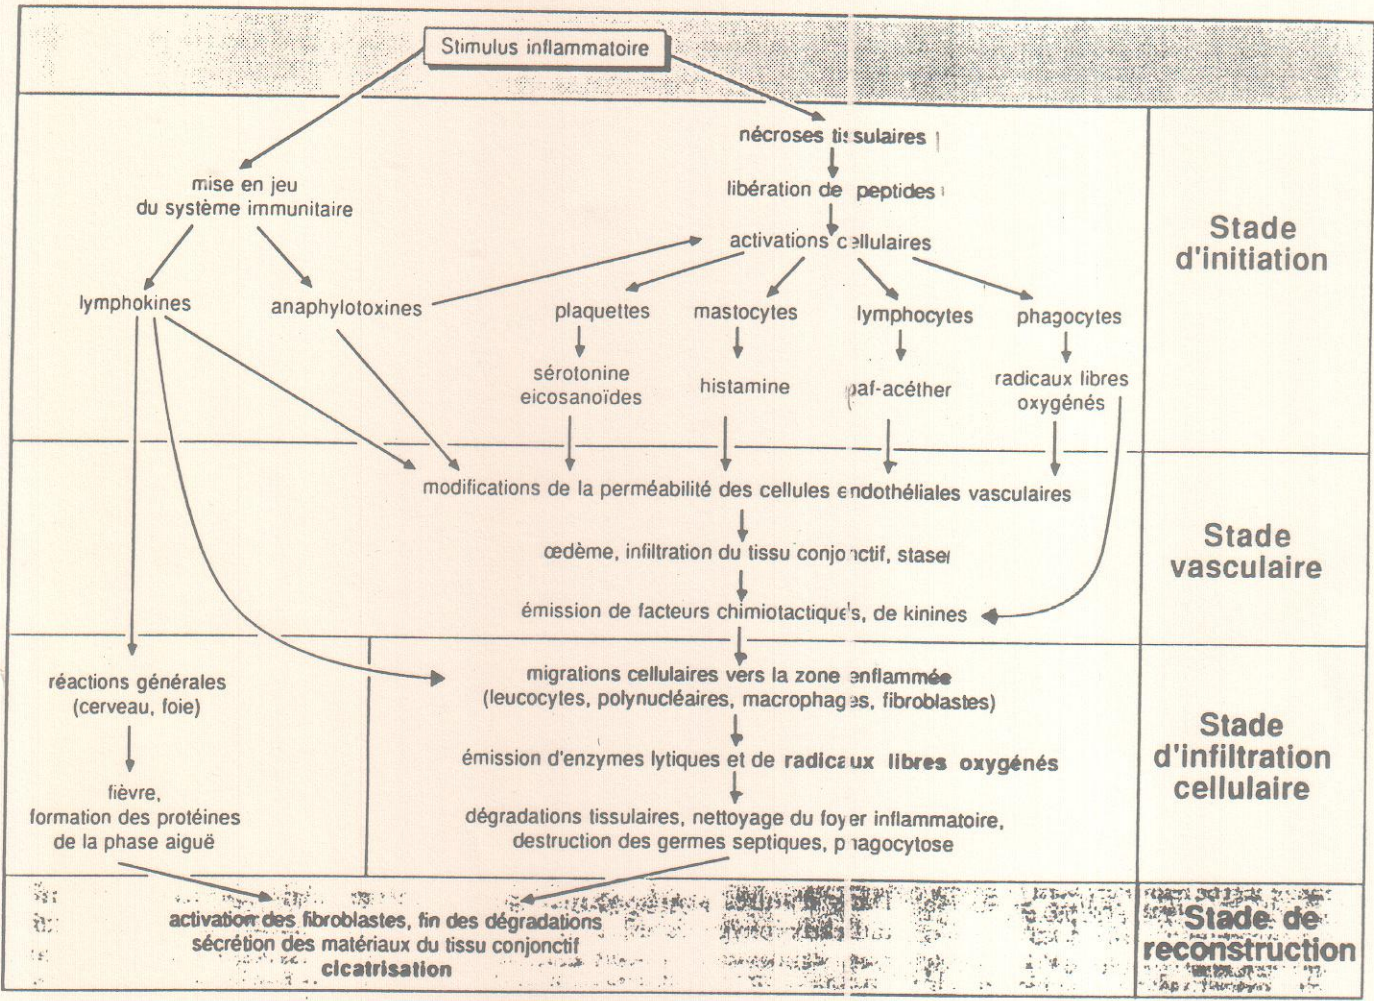 Stimulus inflammatoire
nécroses tissulaires
mise en jeu
du système immunitaire
libération de peptides
activations cellulaires
Stade
d'initiation
lymphokines
anaphylotoxines
plaquettes
mastocytes
lymphocytes
phagocytes
sérotonine
eicosanoïdes
histamine
paf-acéther
radicaux libres
oxygénés
modifications de la perméabilité des cellules endothéliales vasculaires
œdème, infiltration du tissu conjonctif, stase
émission de facteurs chimiotactiques, de kinines
Stade
vasculaire
réactions générales
(cerveau, foie)
fièvre,
formation des protéines
de la phase aiguë
migrations cellulaires vers la zone enflammée
(leucocytes, polynucléaires, macrophages, fibroblastes)
émission d'enzymes lytiques et de radicaux libres oxygénés
dégradations tissulaires, nettoyage du foyer inflammatoire,
destruction des germes septiques, phagocytose
Stade
d'infiltration
cellulaire
activation des fibroblastes, fin des dégradations
sécrétion des matériaux du tissu conjonctif
cicatrisation
Stade de
reconstruction